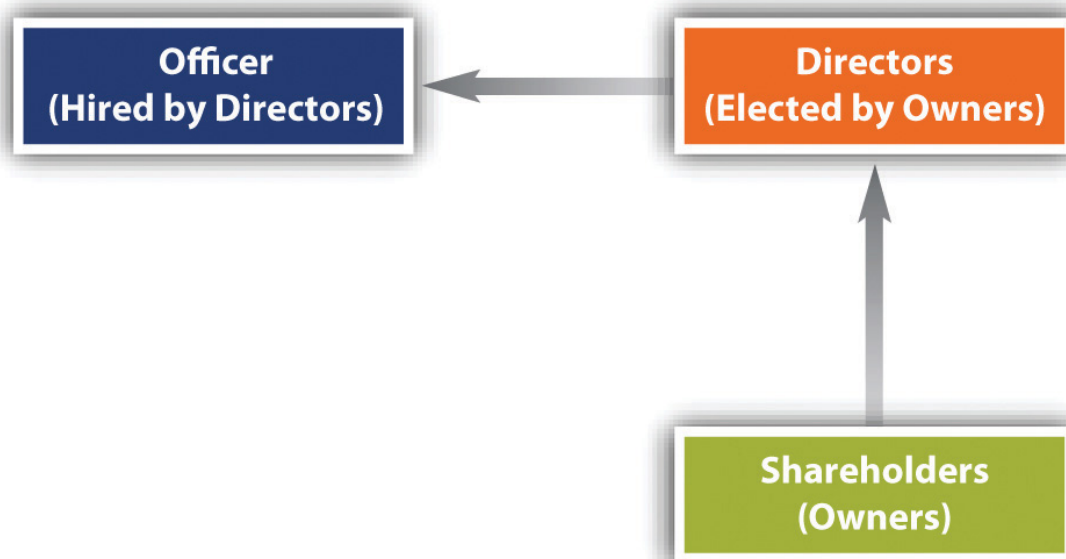 Officer
(Hired by Directors)
Directors
(Elected by Owners)
Shareholders
(Owners)